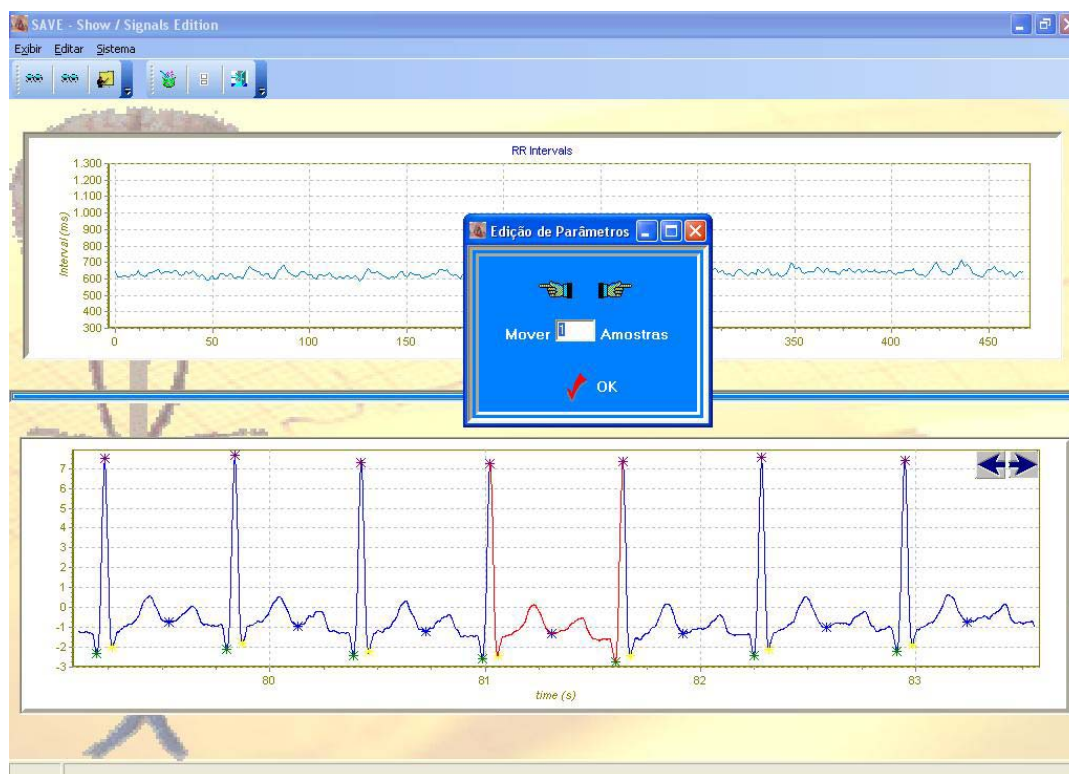 SAVE - Show / Signals Edition
Exibir Editar Sistema
RR Intervals
1.300
1.200
1.100
1.000
900
800
700
600
500
400
300
Interval (ms)
0 50 100 150 350 400 450
Edição de Parâmetros
Mover 1 Amostras
OK
7
6
5
4
3
2
1
0
-1
-2
-3
80 81 82 83
time (s)